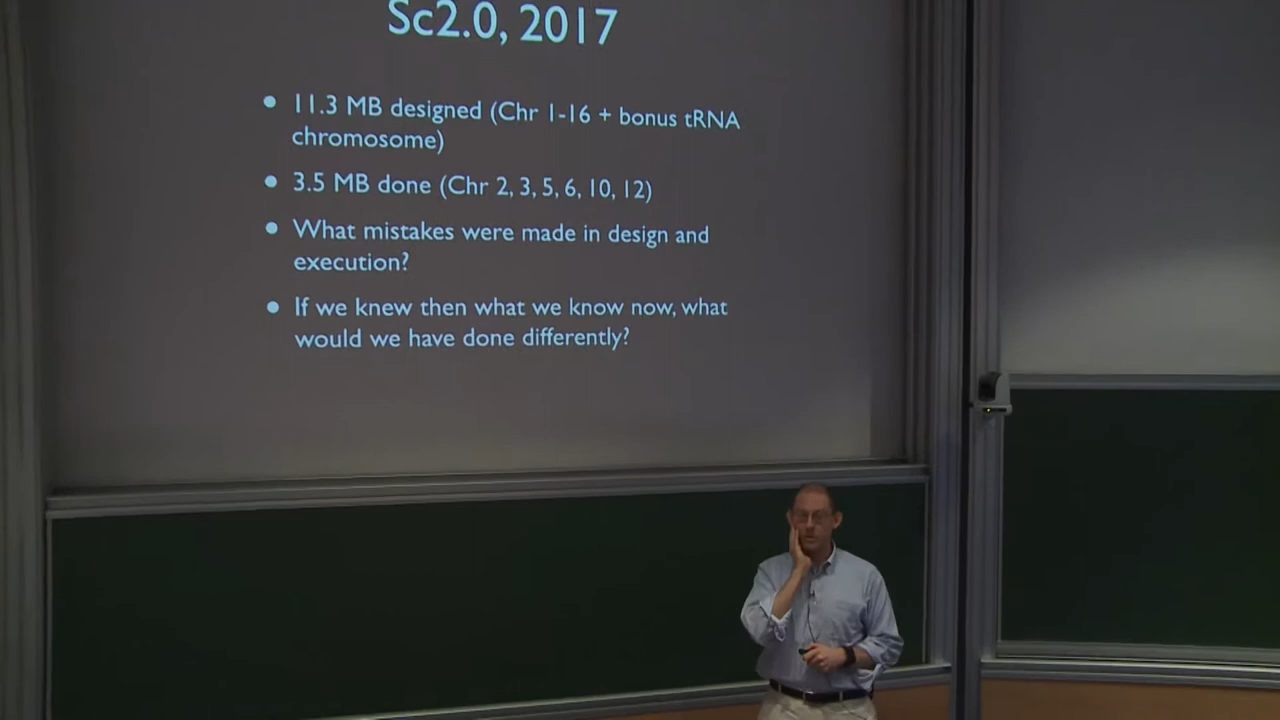 Sc2.0, 2017
• 11.3 MB designed (Chr 1-16 + bonus tRNA
chromosome)
• 3.5 MB done (Chr 2, 3, 5, 6, 10, 12)
• What mistakes were made in design and
execution?
• If we knew then what we know now, what
would we have done differently?